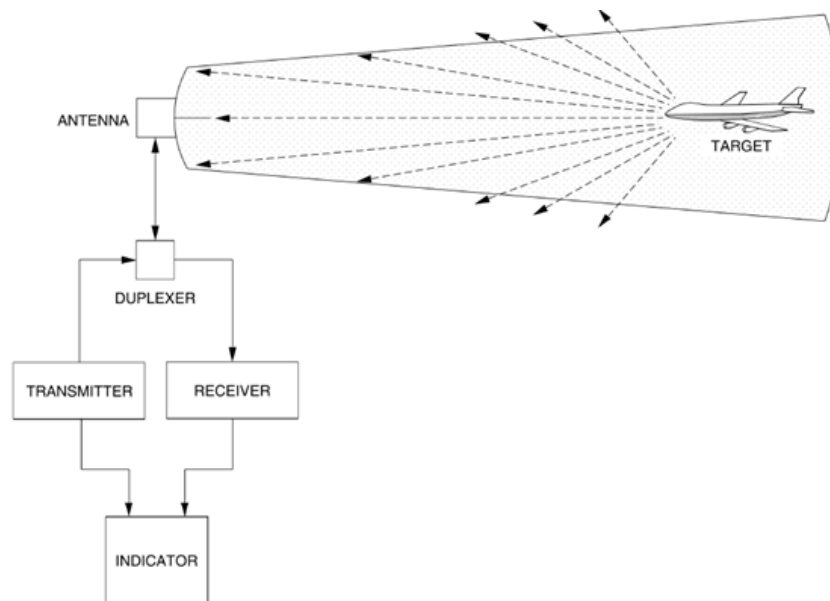 ANTENNA
TARGET
DUPLEXER
TRANSMITTER
RECEIVER
INDICATOR